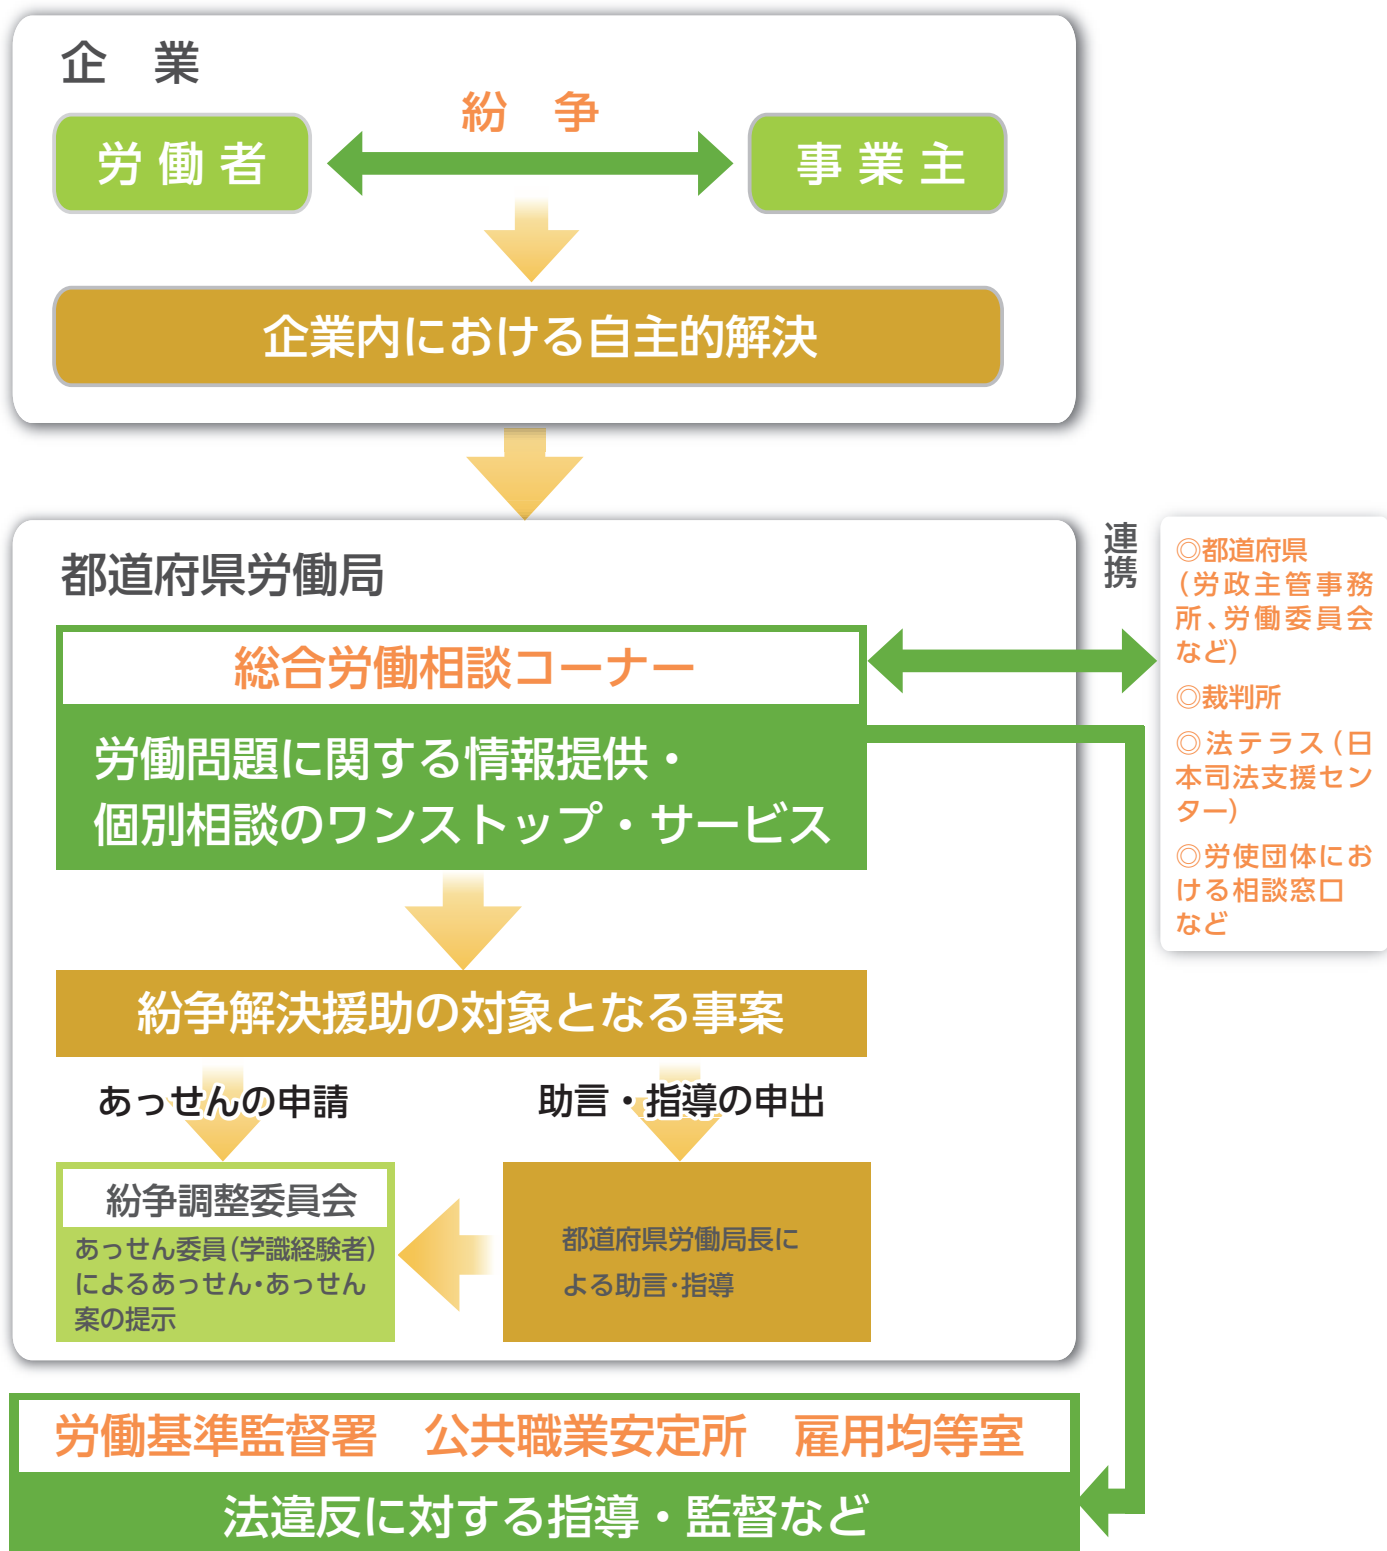 企　業
紛　争
労働者
事業主
企業内における自主的解決
都道府県労働局
連携
総合労働相談コーナー
労働問題に関する情報提供・
個別相談のワンストップ・サービス
◎都道府県
(労政主管事務
所、労働委員会
など)
◎裁判所
◎法テラス(日
本司法支援セン
ター)
◎労使団体にお
ける相談窓口
など
紛争解決援助の対象となる事案
あっせんの申請
助言・指導の申出
紛争調整委員会
あっせん委員(学識経験者)
によるあっせん・あっせん
案の提示
都道府県労働局長に
よる助言・指導
労働基準監督署　公共職業安定所　雇用均等室
法違反に対する指導・監督など